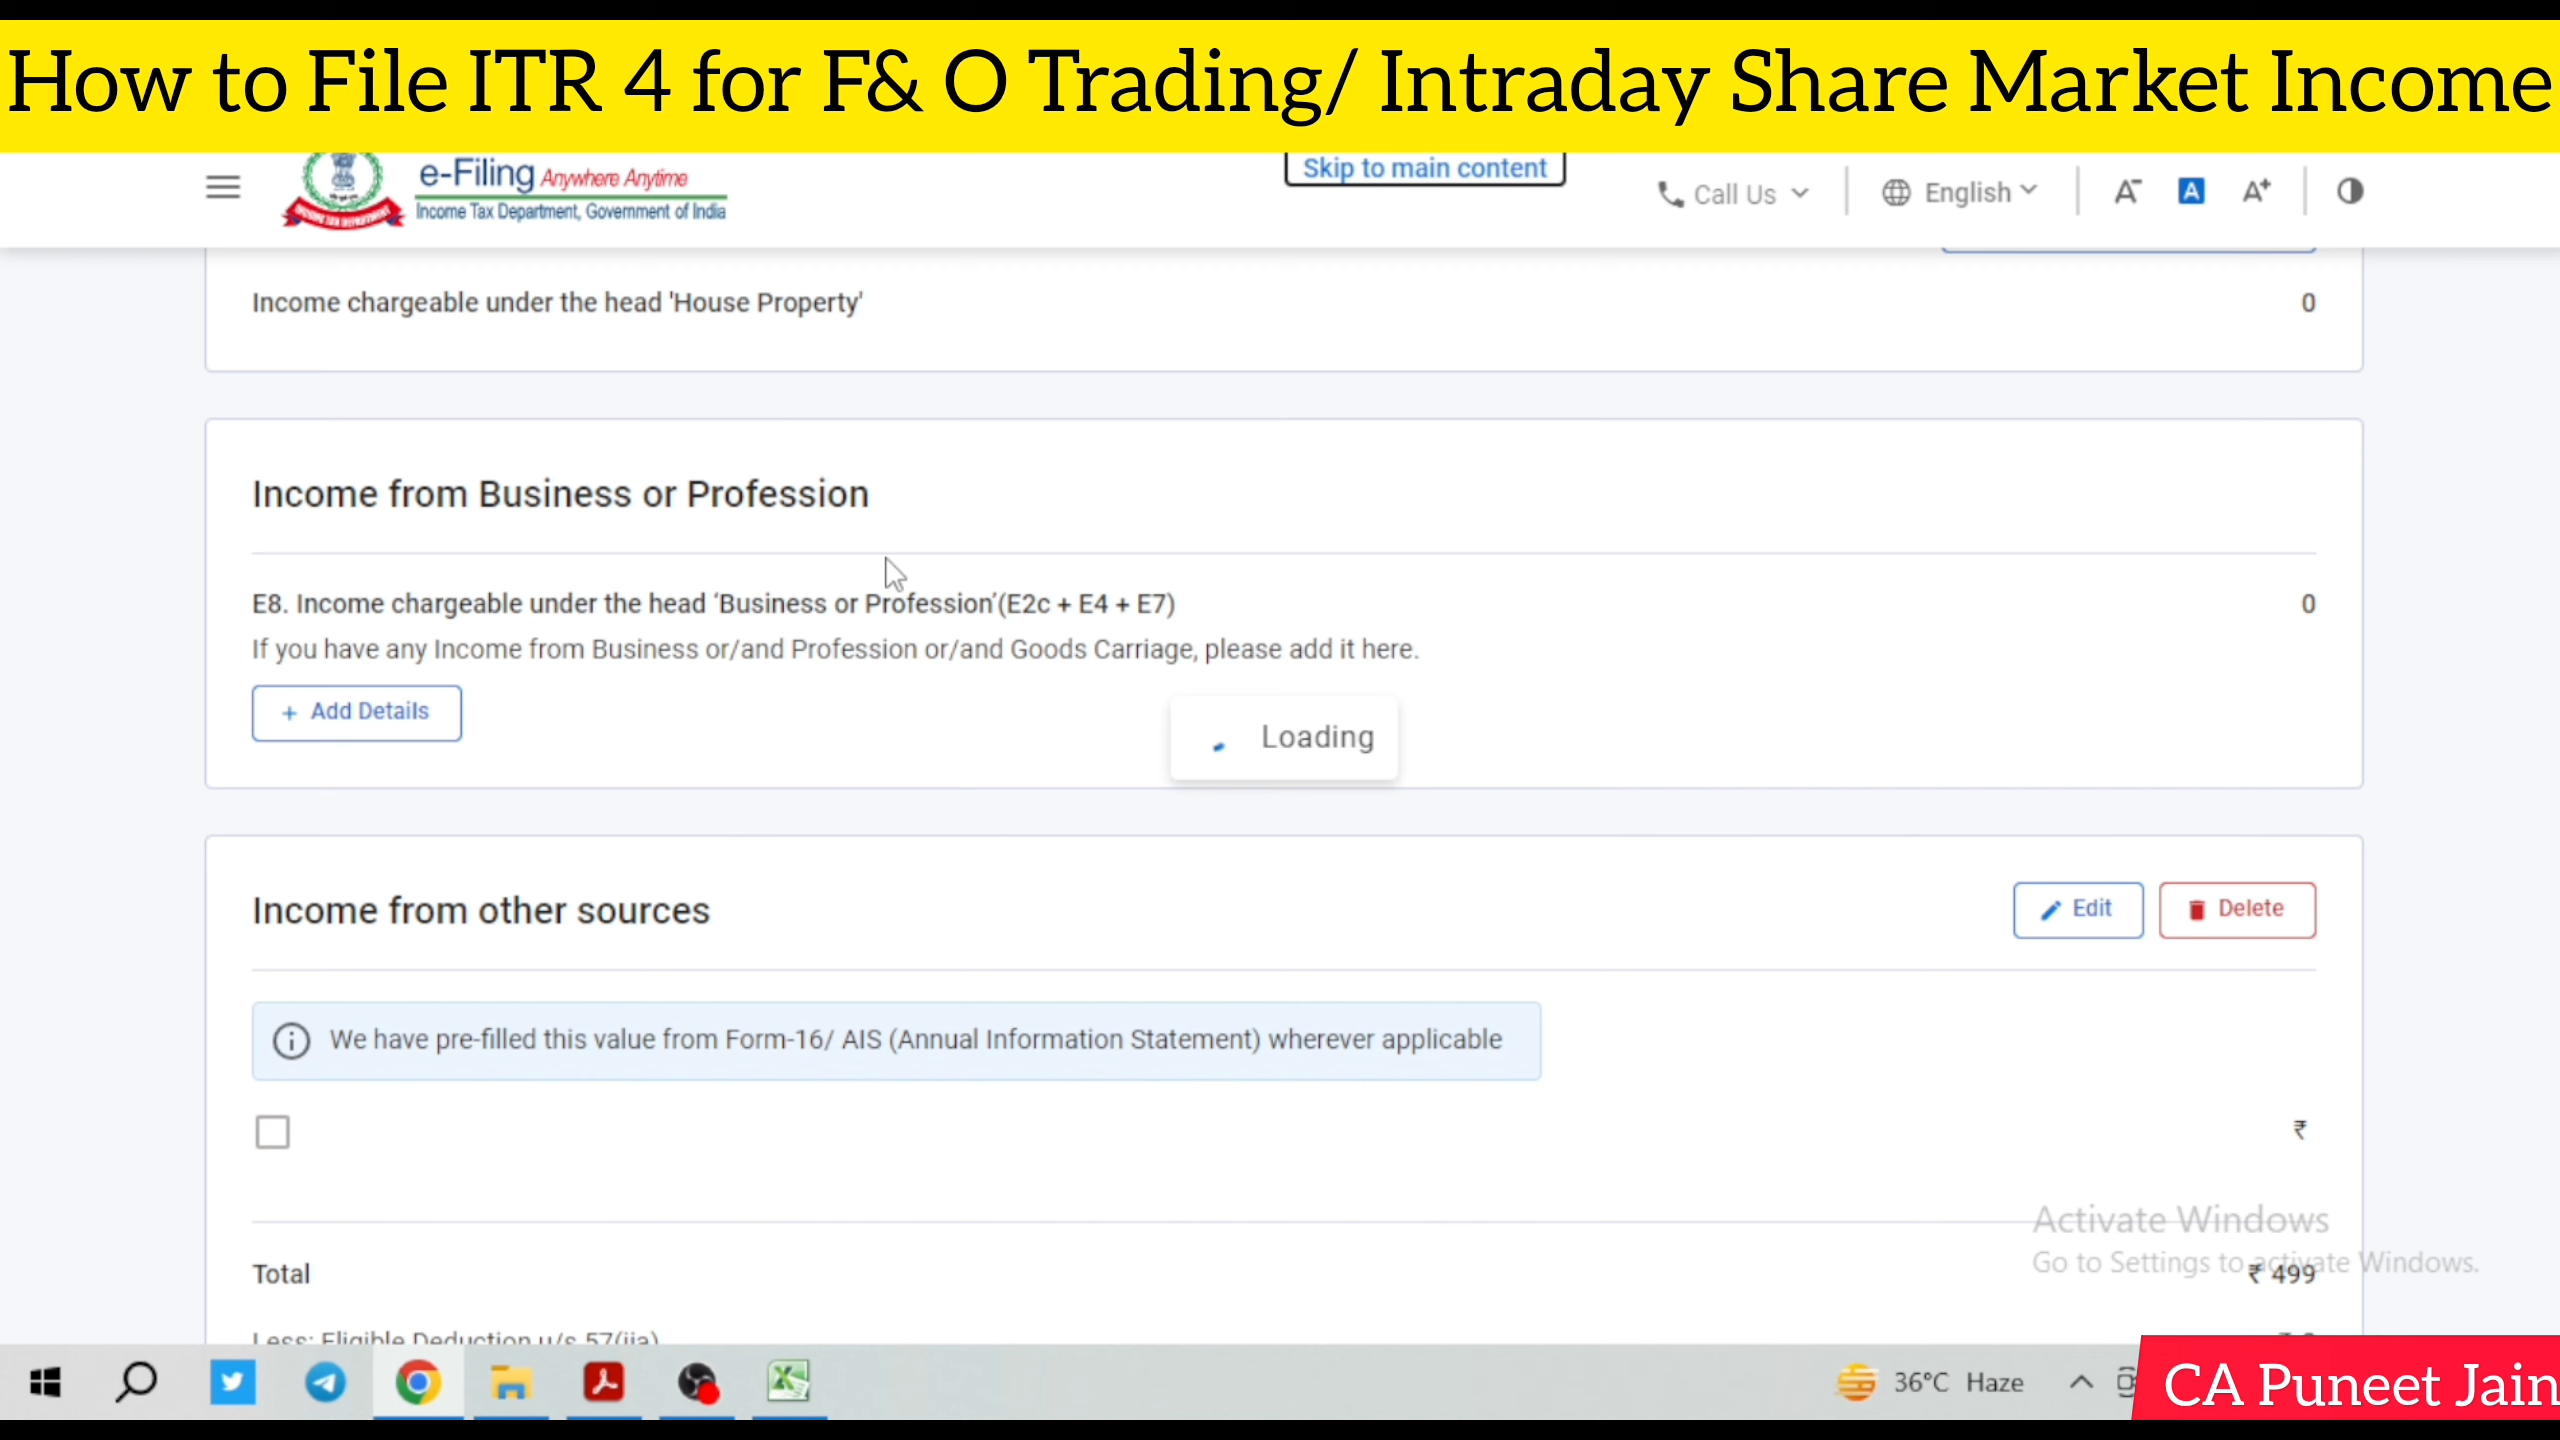 How to File ITR 4 for F& O Trading/ Intraday Share Market Income
e-Filing Anywhere Anytime
Income Tax Department, Government of India
Skip to main content
Call Us
English
A-
A
A+
Income chargeable under the head 'House Property'
0
Income from Business or Profession
E8. Income chargeable under the head ‘Business or Profession’(E2c + E4 + E7)
0
If you have any Income from Business or/and Profession or/and Goods Carriage, please add it here.
+ Add Details
Loading
Income from other sources
Edit
Delete
We have pre-filled this value from Form-16/ AIS (Annual Information Statement) wherever applicable
₹
Activate Windows
Go to Settings to activate Windows.
Total
₹ 499
Less: Eligible Deduction u/s 57(iia)
36°C Haze
CA Puneet Jain